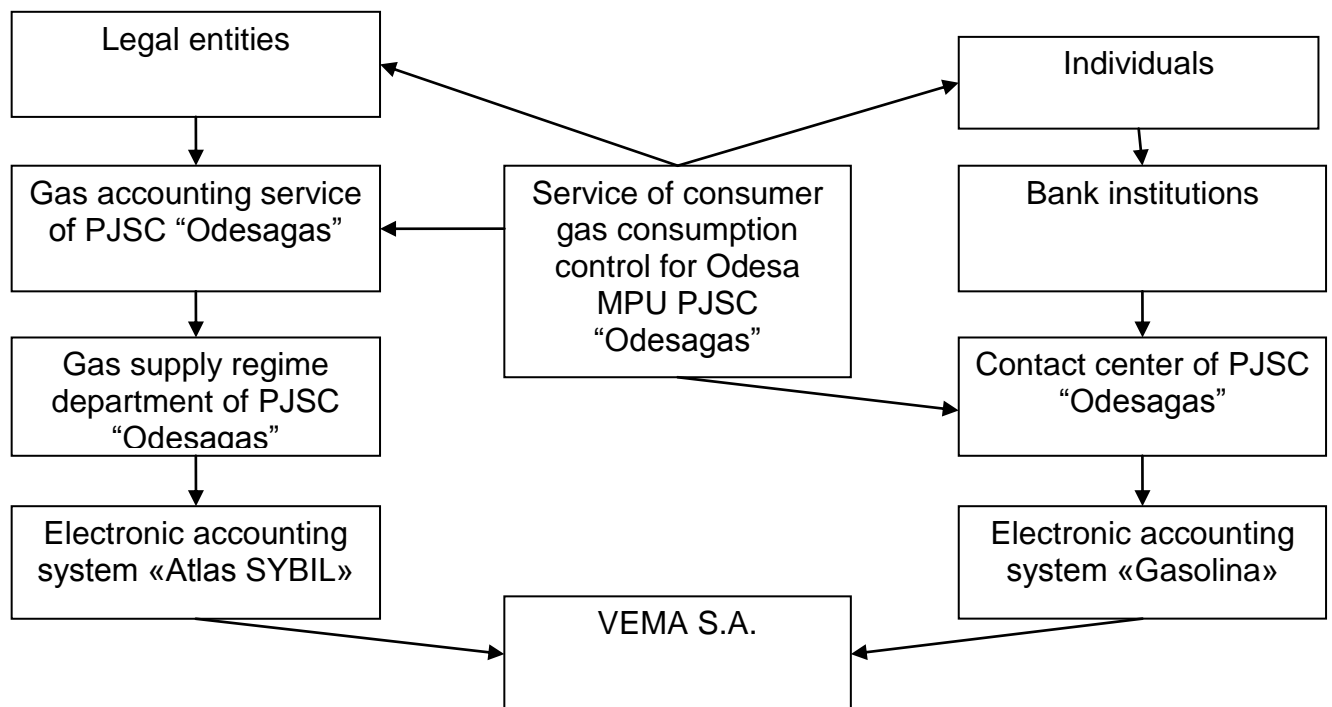 Legal entities
Individuals
Gas accounting service
of PJSC “Odesagas”
Service of consumer
gas consumption
control for Odesa
MPU PJSC
“Odesagas”
Bank institutions
Gas supply regime
department of PJSC
“Odesagas”
Contact center of PJSC
“Odesagas”
Electronic accounting
system «Atlas SYBIL»
Electronic accounting
system «Gasolina»
VEMA S.A.